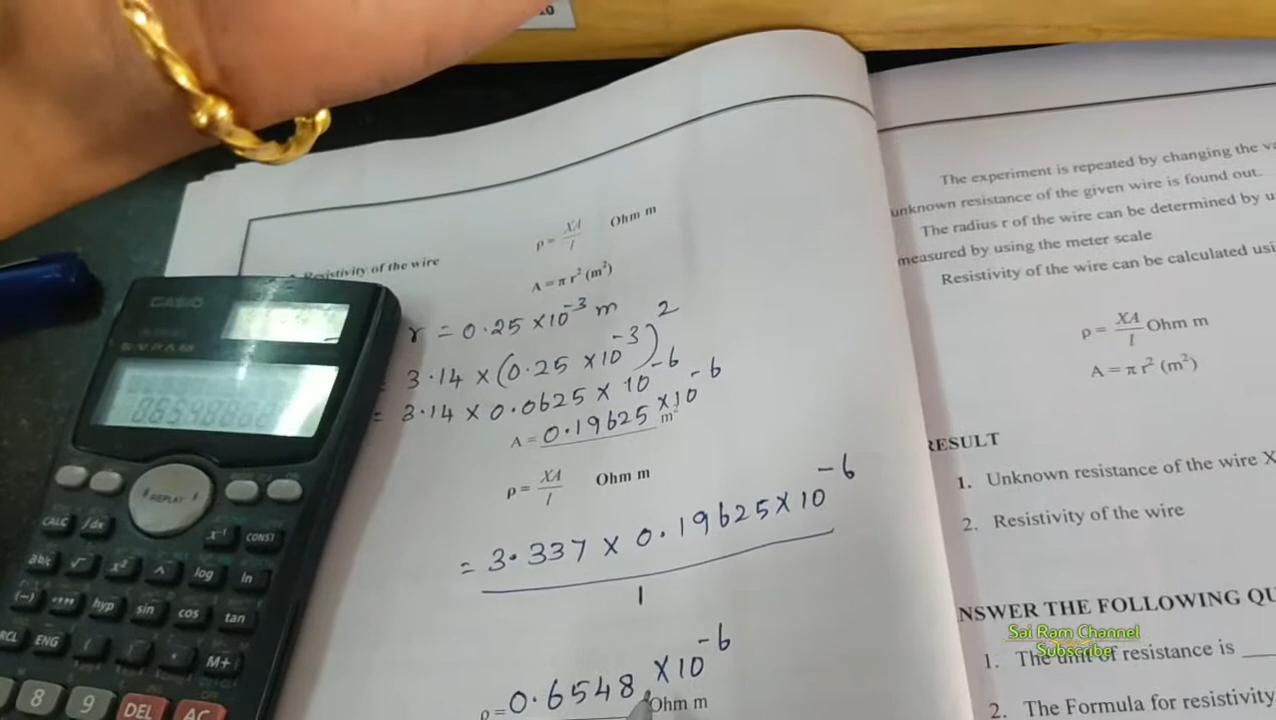 Resistivity of the wire
ρ = XA/l Ohm m
A = π r² (m²)
r = 0.25 × 10⁻³ m
= 3.14 × (0.25 × 10⁻³)²
= 3.14 × 0.0625 × 10⁻⁶
A = 0.19625 × 10⁻⁶ m²
ρ = XA/l Ohm m
= 3.337 × 0.19625 × 10⁻⁶
1
ρ = 0.6548 × 10⁻⁶ Ohm m
The experiment is repeated by changing the
unknown resistance of the given wire is found out.
The radius r of the wire can be determined by
measured by using the meter scale
Resistivity of the wire can be calculated
ρ = XA/l Ohm m
A = π r² (m²)
RESULT
1. Unknown resistance of the wire X
2. Resistivity of the wire
NSWER THE FOLLOWING
1. The unit of resistance is
2. The Formula for resistivity
Sai Ram Channel
Subscribe
CASIO
REPLAY
CALC ∫dx x⁻¹ CONST
ab/c √ x² ^ log ln
(−) hyp sin cos tan
RCL ENG ( ) M+
8 9 DEL AC